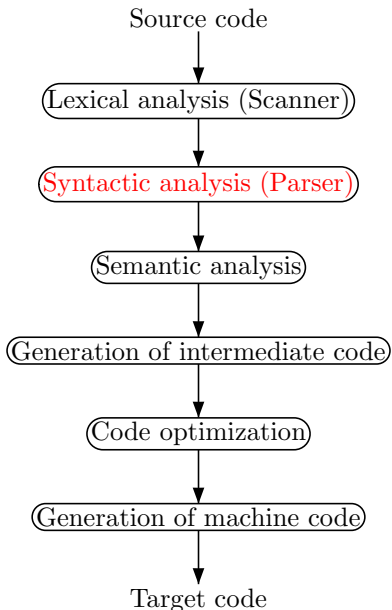 Source code
Lexical analysis (Scanner)
Syntactic analysis (Parser)
Semantic analysis
Generation of intermediate code
Code optimization
Generation of machine code
Target code